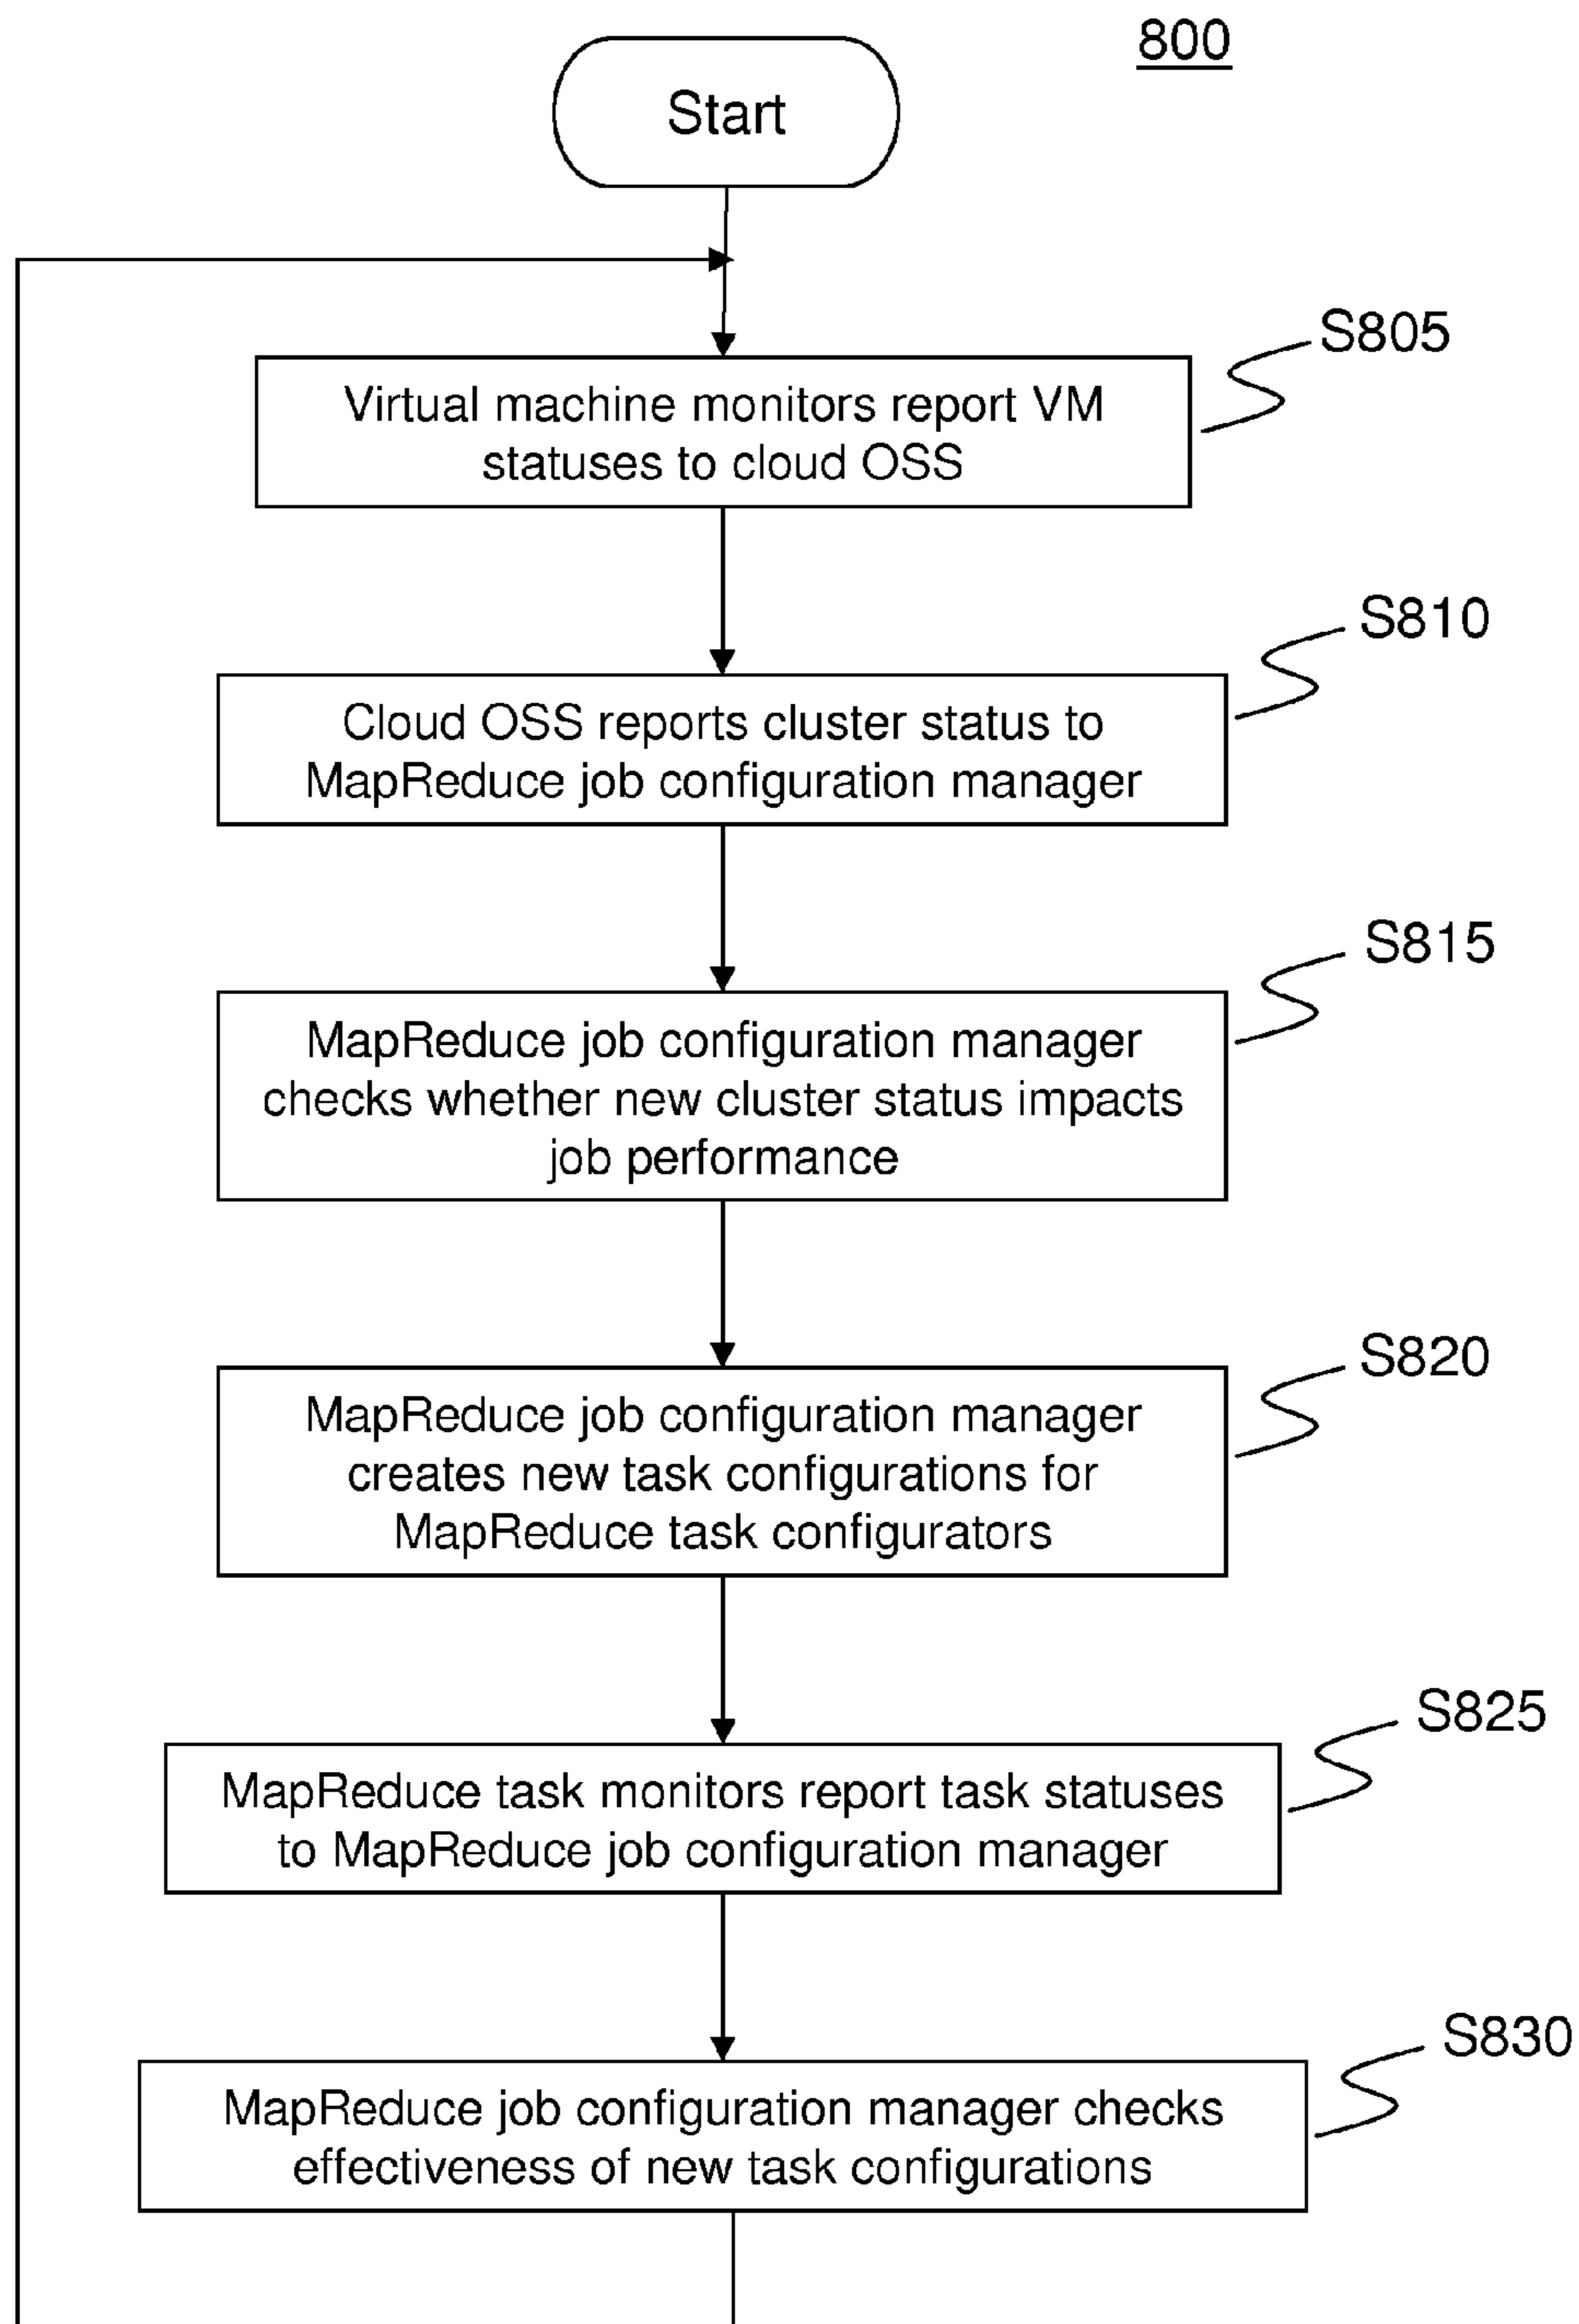 800
Start
S805
Virtual machine monitors report VM
statuses to cloud OSS
S810
Cloud OSS reports cluster status to
MapReduce job configuration manager
S815
MapReduce job configuration manager
checks whether new cluster status impacts
job performance
S820
MapReduce job configuration manager
creates new task configurations for
MapReduce task configurators
S825
MapReduce task monitors report task statuses
to MapReduce job configuration manager
S830
MapReduce job configuration manager checks
effectiveness of new task configurations